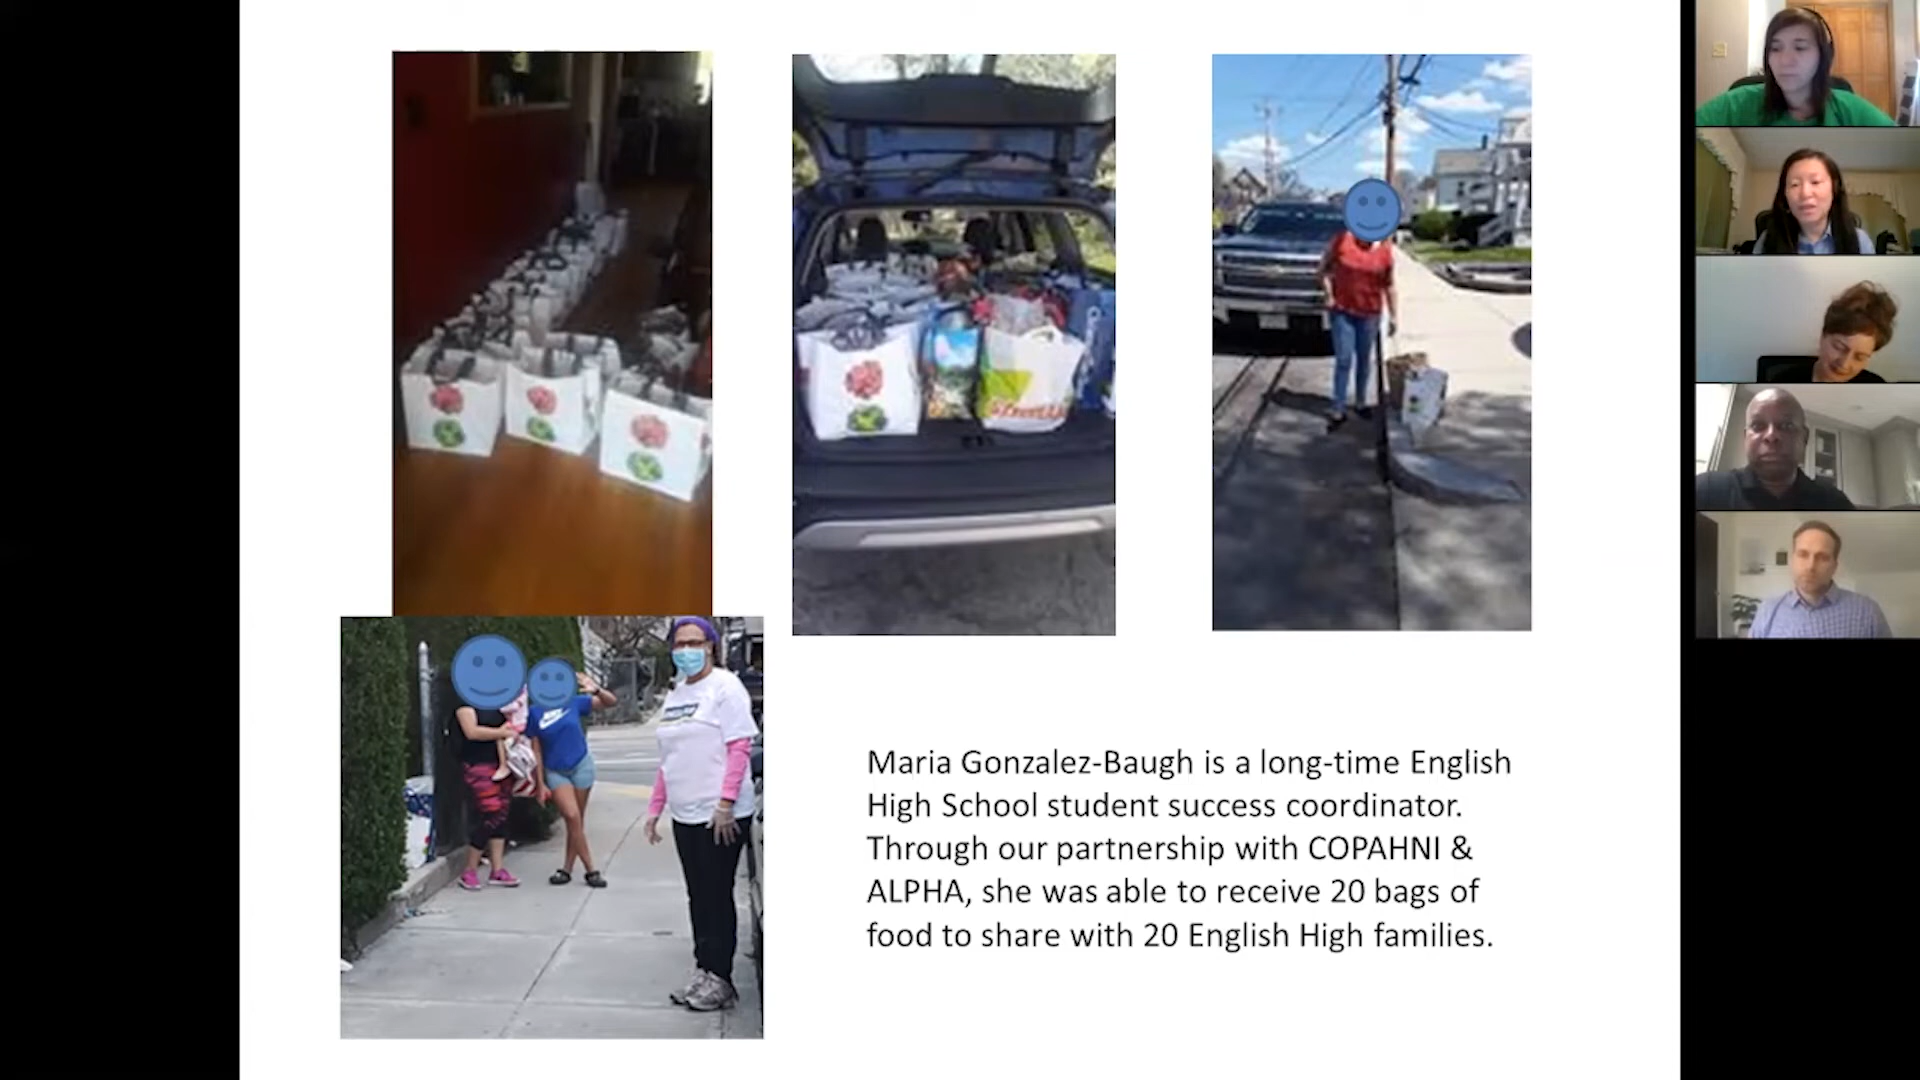 Maria Gonzalez-Baugh is a long-time English
High School student success coordinator.
Through our partnership with COPAHNI &
ALPHA, she was able to receive 20 bags of
food to share with 20 English High families.